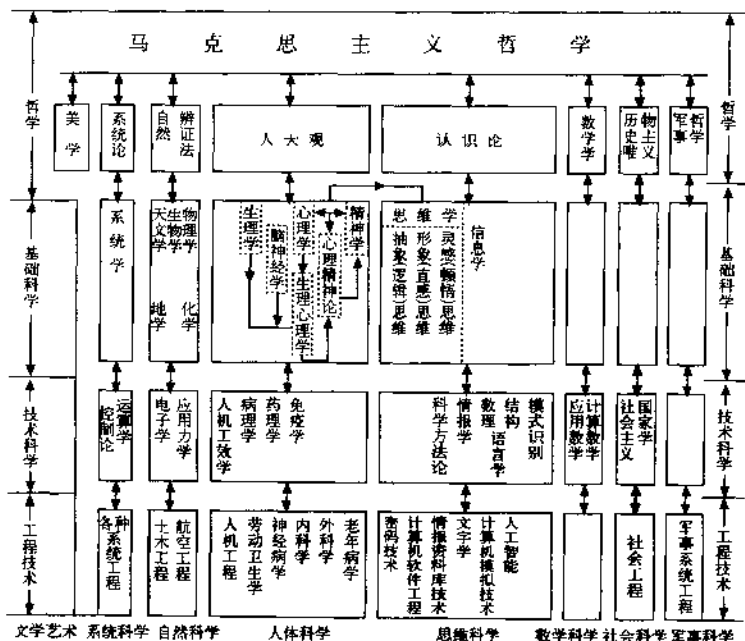 马克思主义哲学
哲学
美学
系统论
自然辩证法
人天观
认识论
数学学
历史唯物主义
军事哲学
哲学
基础科学
系统学
天文学
生物学
物理学
地学
化学
生理学
脑神经学
心理学
生理心理学
心理精神论
精神学
思维学
抽象(逻辑)思维
形象(直感)思维
灵感(顿悟)思维
信息学
基础科学
技术科学
控制论
运算学
电子学
应用力学
人机工效学
病理学
药理学
免疫学
科学方法论
情报学
数理语言学
结构
模式识别
应用数学
计算数学
社会主义
国家学
技术科学
工程技术
各种系统工程
土木工程
航空工程
人机工程
劳动卫生学
神经病学
内科学
外科学
老年病学
密码技术
计算机软件工程
情报资料库技术
文字学
计算机模拟技术
人工智能
社会工程
军事系统工程
工程技术
文学艺术 系统科学 自然科学 人体科学 思维科学 数学科学 社会科学 军事科学